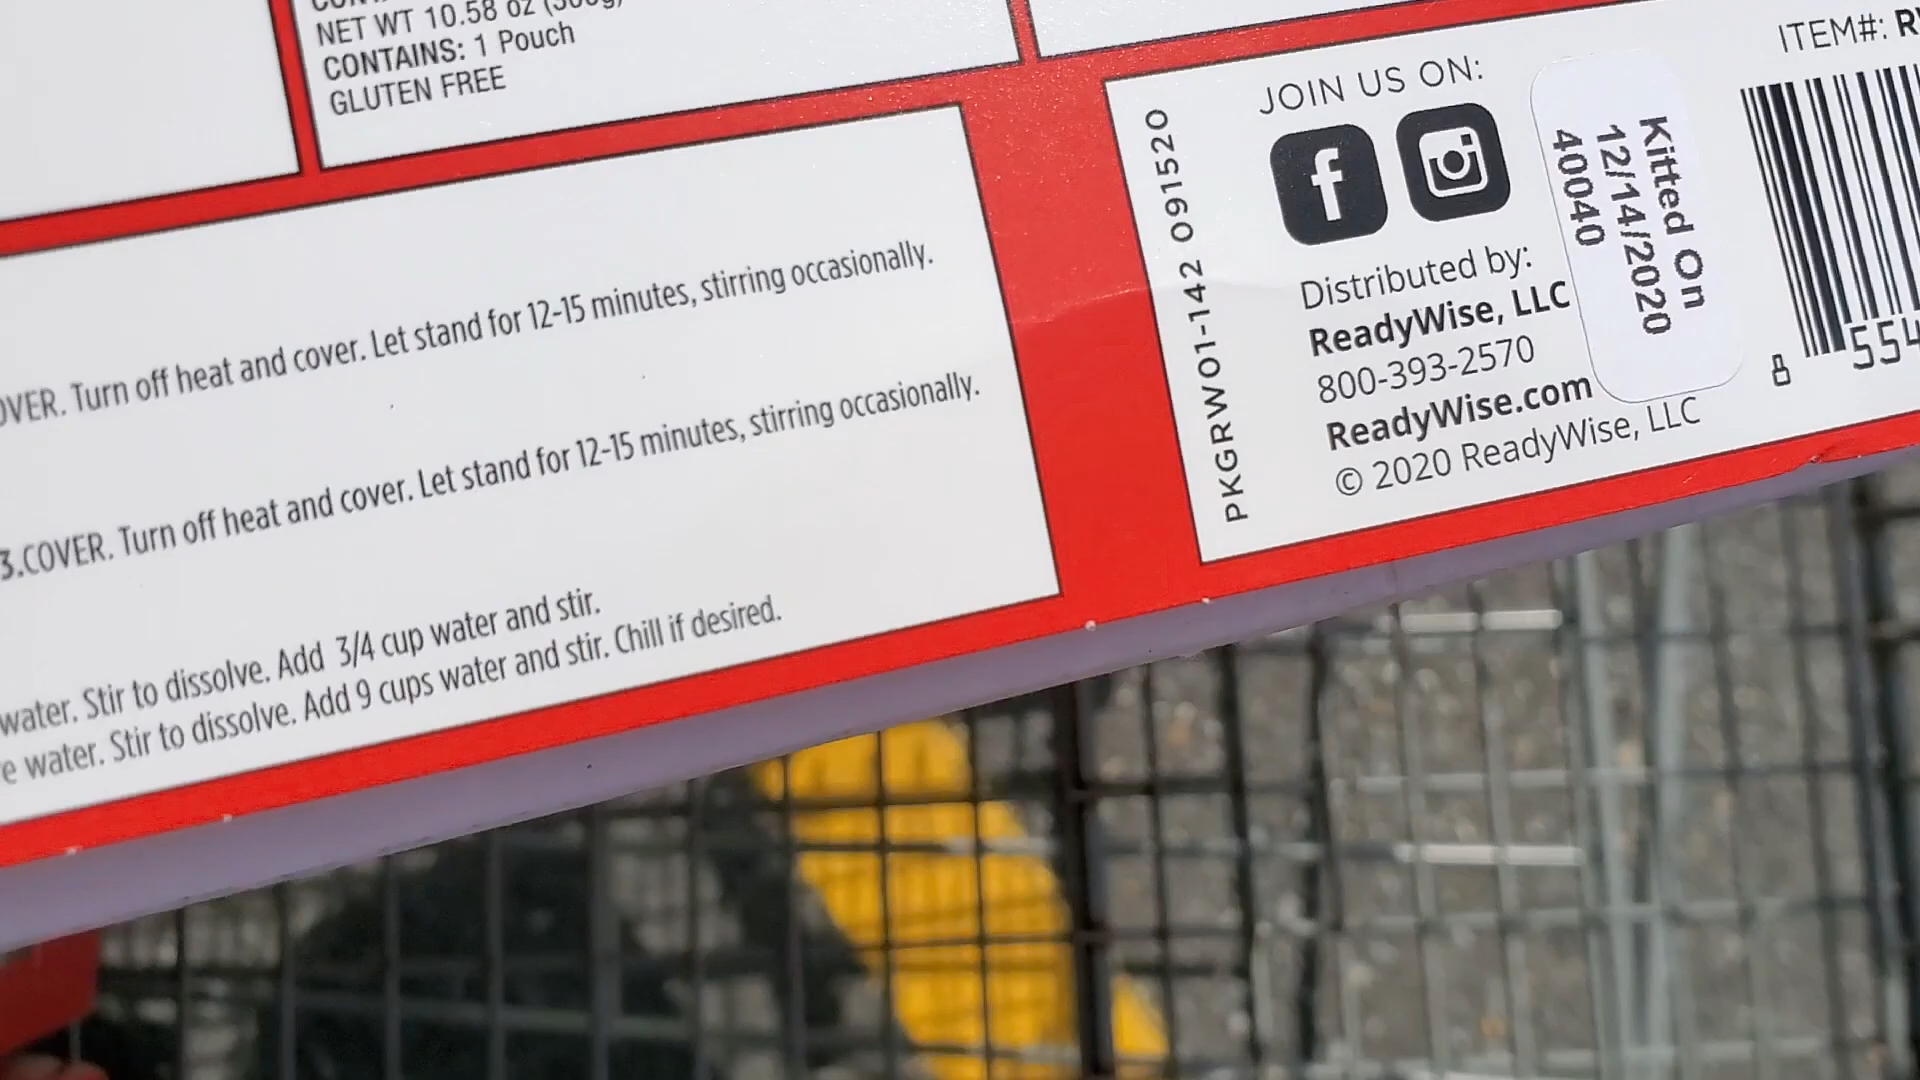 NET WT 10.58 oz
CONTAINS: 1 Pouch
GLUTEN FREE
OVER. Turn off heat and cover. Let stand for 12-15 minutes, stirring occasionally.
3.COVER. Turn off heat and cover. Let stand for 12-15 minutes, stirring occasionally.
water. Stir to dissolve. Add 3/4 cup water and stir.
e water. Stir to dissolve. Add 9 cups water and stir. Chill if desired.
PKGRW01-142 091520
JOIN US ON:
Distributed by:
ReadyWise, LLC
800-393-2570
ReadyWise.com
© 2020 ReadyWise, LLC
Kitted On
12/14/2020
40040
ITEM#: R
8 554